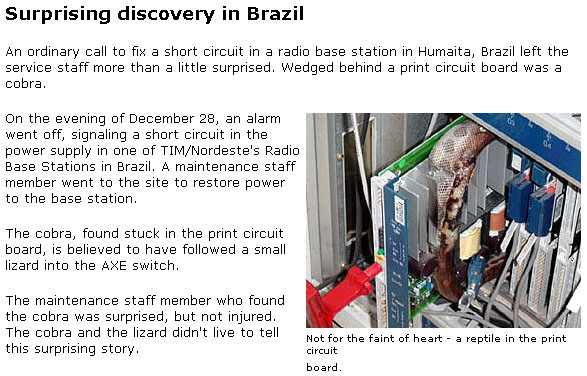 Surprising discovery in Brazil
An ordinary call to fix a short circuit in a radio base station in Humaita, Brazil left the
service staff more than a little surprised. Wedged behind a print circuit board was a
cobra.
On the evening of December 28, an alarm
went off, signaling a short circuit in the
power supply in one of TIM/Nordeste's Radio
Base Stations in Brazil. A maintenance staff
member went to the site to restore power
to the base station.
The cobra, found stuck in the print circuit
board, is believed to have followed a small
lizard into the AXE switch.
The maintenance staff member who found
the cobra was surprised, but not injured.
The cobra and the lizard didn't live to tell
this surprising story.
Not for the faint of heart - a reptile in the print
circuit
board.